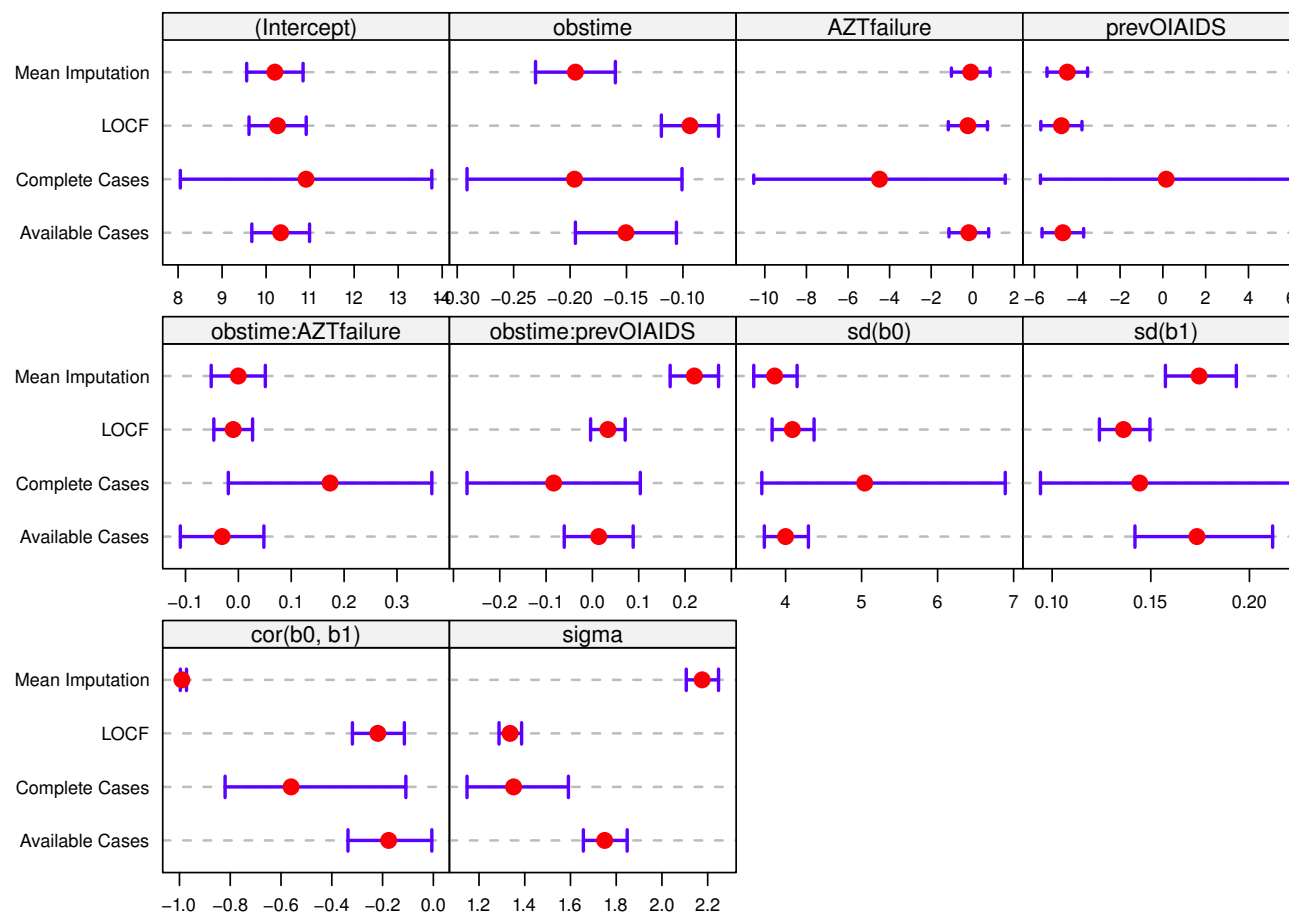 (Intercept) obstime AZTfailure prevOIAIDS
Mean Imputation
LOCF
Complete Cases
Available Cases
8 9 10 11 12 13 14 −0.30 −0.25 −0.20 −0.15 −0.10 −10 −8 −6 −4 −2 0 2 −6 −4 −2 0 2 4 6
obstime:AZTfailure obstime:prevOIAIDS sd(b0) sd(b1)
Mean Imputation
LOCF
Complete Cases
Available Cases
−0.1 0.0 0.1 0.2 0.3 −0.2 −0.1 0.0 0.1 0.2 4 5 6 7 0.10 0.15 0.20
cor(b0, b1) sigma
Mean Imputation
LOCF
Complete Cases
Available Cases
−1.0 −0.8 −0.6 −0.4 −0.2 0.0 1.2 1.4 1.6 1.8 2.0 2.2